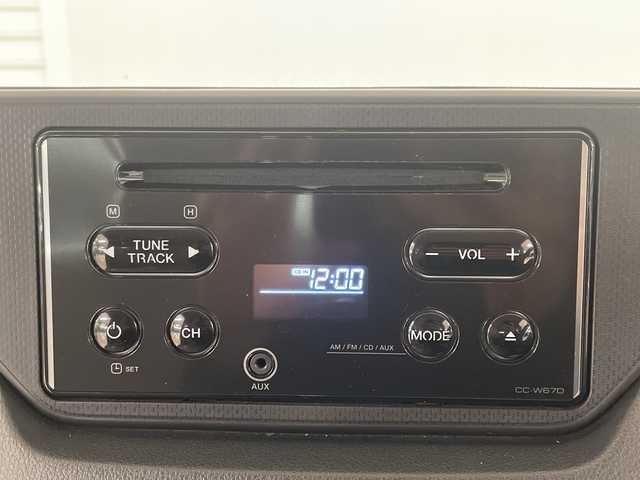 M H
TUNE
TRACK
− VOL +
CD IN
12:00
CH
MODE
AM / FM / CD / AUX
SET
AUX
CC-W67D